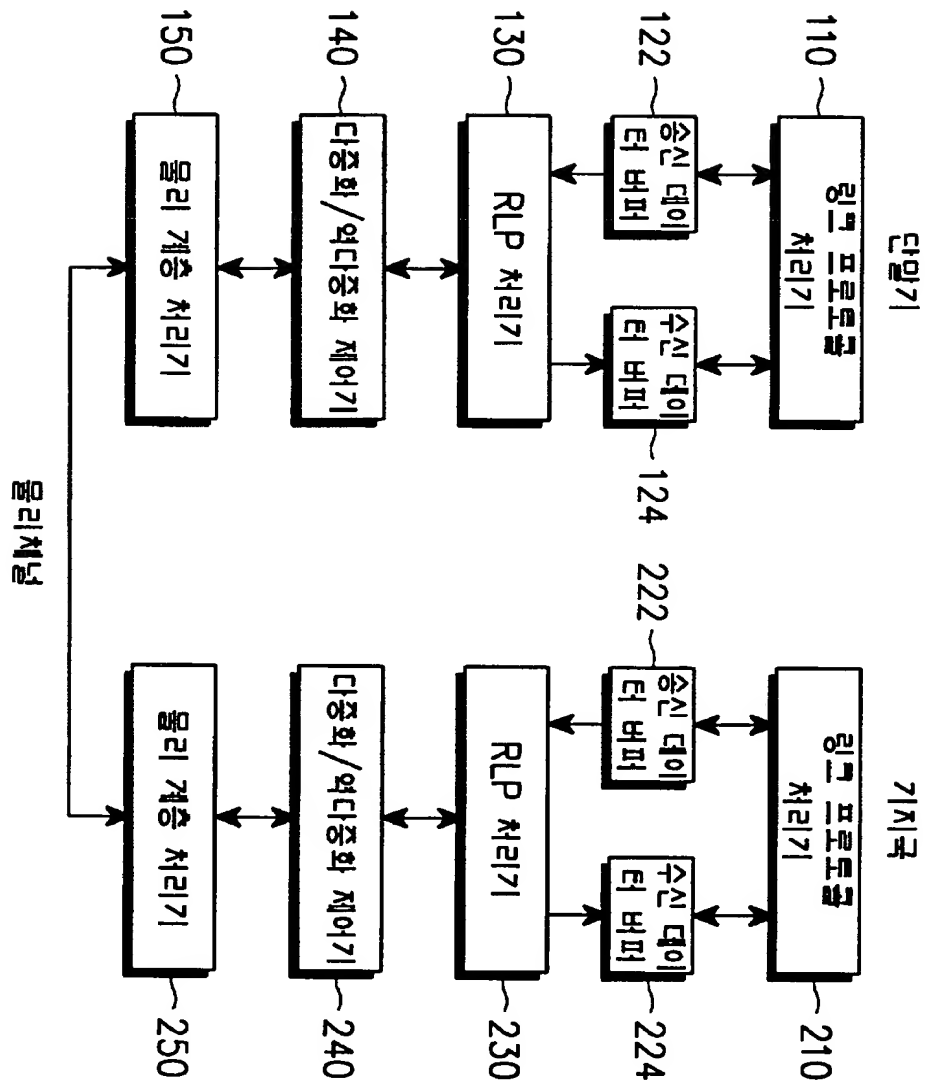 단말기
기지국
110
링크 프로토콜
처리기
링크 프로토콜
처리기
210
122
송신 데이
터 버퍼
수신 데이
터 버퍼
124
222
송신 데이
터 버퍼
수신 데이
터 버퍼
224
130
RLP 처리기
RLP 처리기
230
140
다중화/역다중화 제어기
다중화/역다중화 제어기
240
150
물리 계층 처리기
물리 계층 처리기
250
물리채널